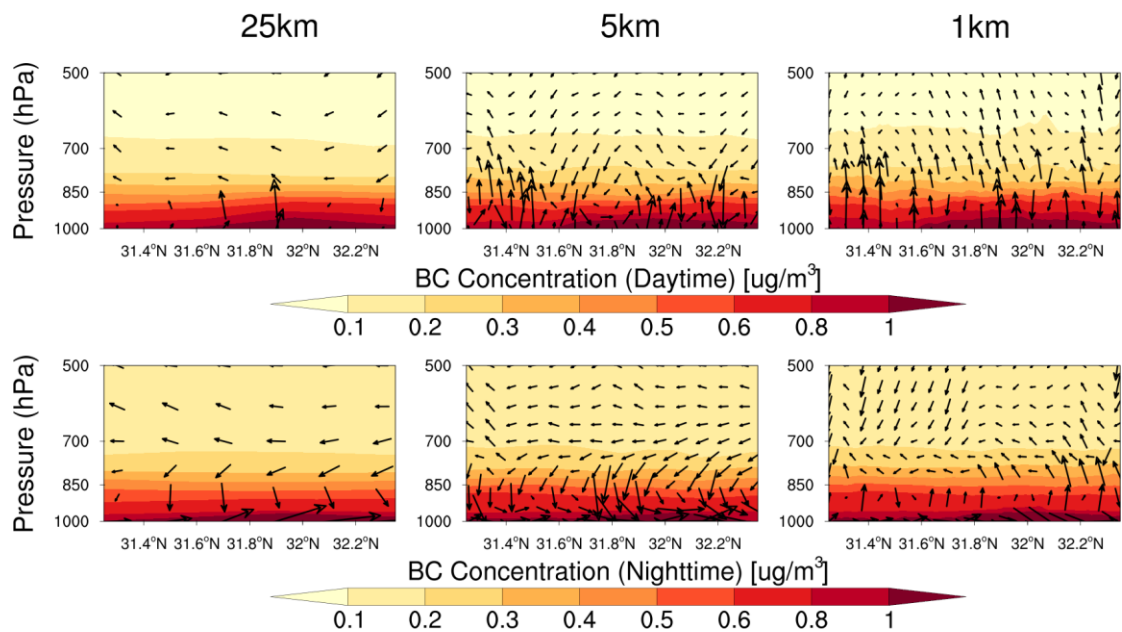 25km 5km 1km
Pressure (hPa)
500 500 500
700 700 700
850 850 850
1000 1000 1000
31.4°N 31.6°N 31.8°N 32°N 32.2°N 31.4°N 31.6°N 31.8°N 32°N 32.2°N 31.4°N 31.6°N 31.8°N 32°N 32.2°N
BC Concentration (Daytime) [ug/m³]
0.1 0.2 0.3 0.4 0.5 0.6 0.8 1
Pressure (hPa)
500 500 500
700 700 700
850 850 850
1000 1000 1000
31.4°N 31.6°N 31.8°N 32°N 32.2°N 31.4°N 31.6°N 31.8°N 32°N 32.2°N 31.4°N 31.6°N 31.8°N 32°N 32.2°N
BC Concentration (Nighttime) [ug/m³]
0.1 0.2 0.3 0.4 0.5 0.6 0.8 1